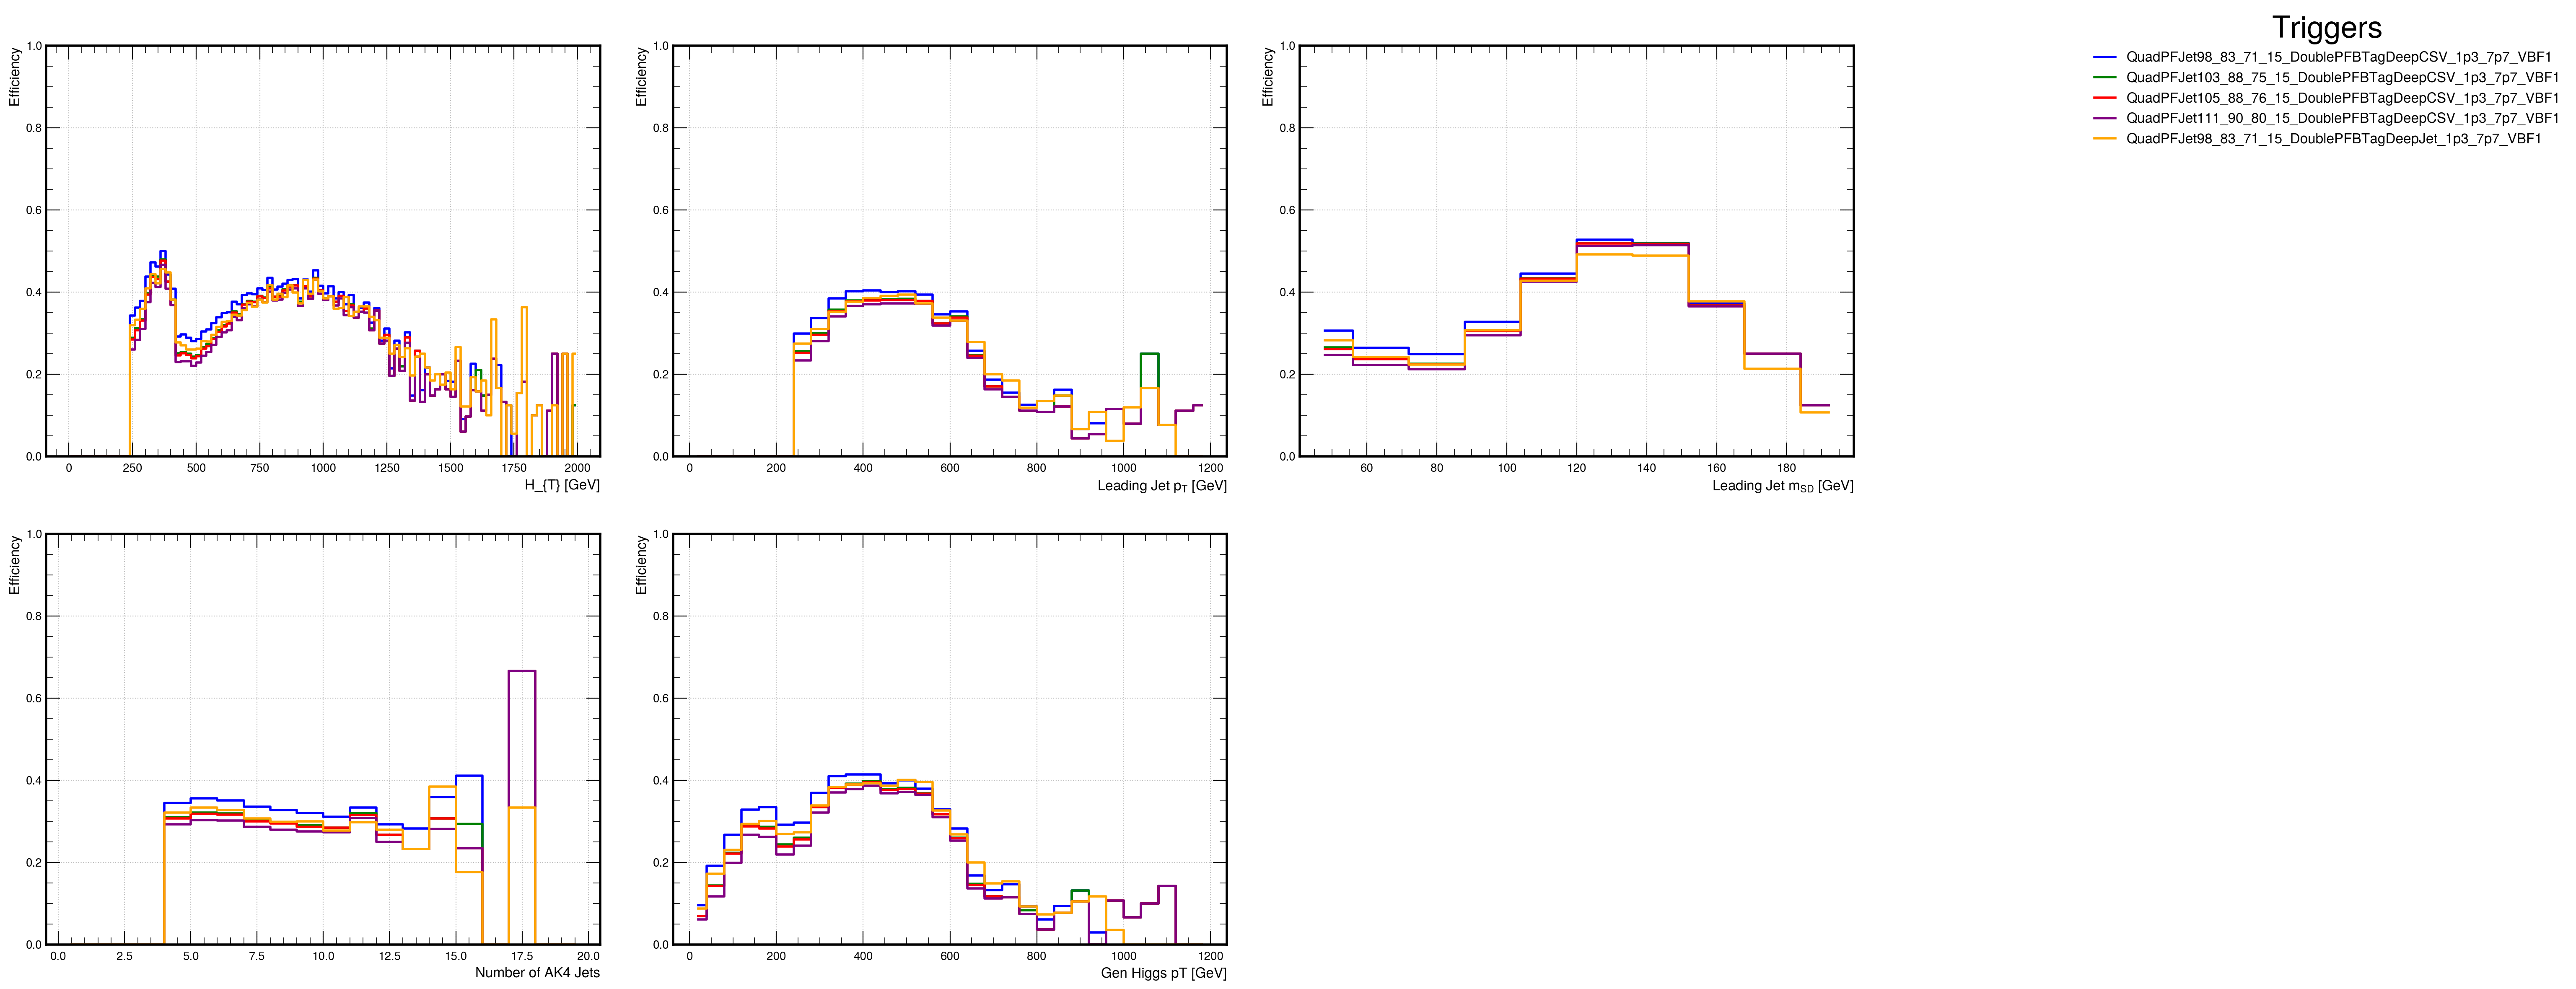 Triggers
QuadPFJet98_83_71_15_DoublePFBTagDeepCSV_1p3_7p7_VBF1
QuadPFJet103_88_75_15_DoublePFBTagDeepCSV_1p3_7p7_VBF1
QuadPFJet105_88_76_15_DoublePFBTagDeepCSV_1p3_7p7_VBF1
QuadPFJet111_90_80_15_DoublePFBTagDeepCSV_1p3_7p7_VBF1
QuadPFJet98_83_71_15_DoublePFBTagDeepJet_1p3_7p7_VBF1
Efficiency
1.0
0.8
0.6
0.4
0.2
0.0
0 250 500 750 1000 1250 1500 1750 2000
H_{T} [GeV]
Efficiency
1.0
0.8
0.6
0.4
0.2
0.0
0 200 400 600 800 1000 1200
Leading Jet pT [GeV]
Efficiency
1.0
0.8
0.6
0.4
0.2
0.0
60 80 100 120 140 160 180
Leading Jet mSD [GeV]
Efficiency
1.0
0.8
0.6
0.4
0.2
0.0
0.0 2.5 5.0 7.5 10.0 12.5 15.0 17.5 20.0
Number of AK4 Jets
Efficiency
1.0
0.8
0.6
0.4
0.2
0.0
0 200 400 600 800 1000 1200
Gen Higgs pT [GeV]